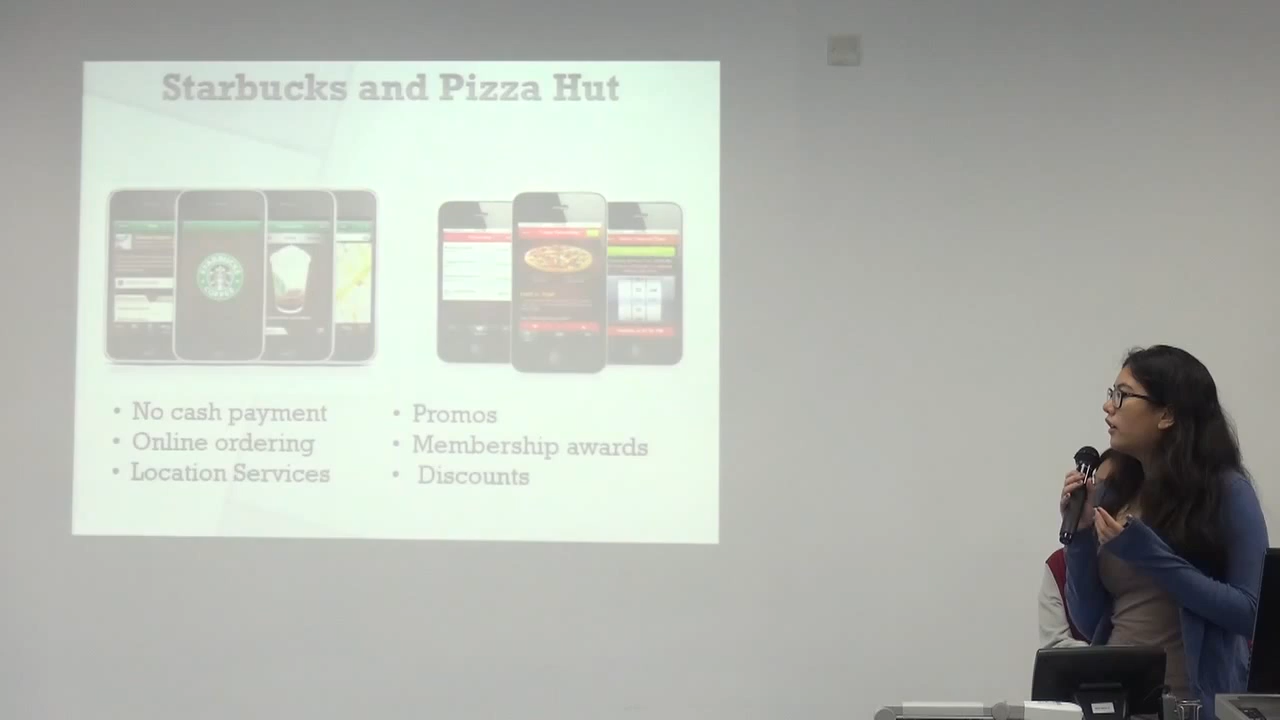 Starbucks and Pizza Hut
• No cash payment
• Online ordering
• Location Services
• Promos
• Membership awards
• Discounts